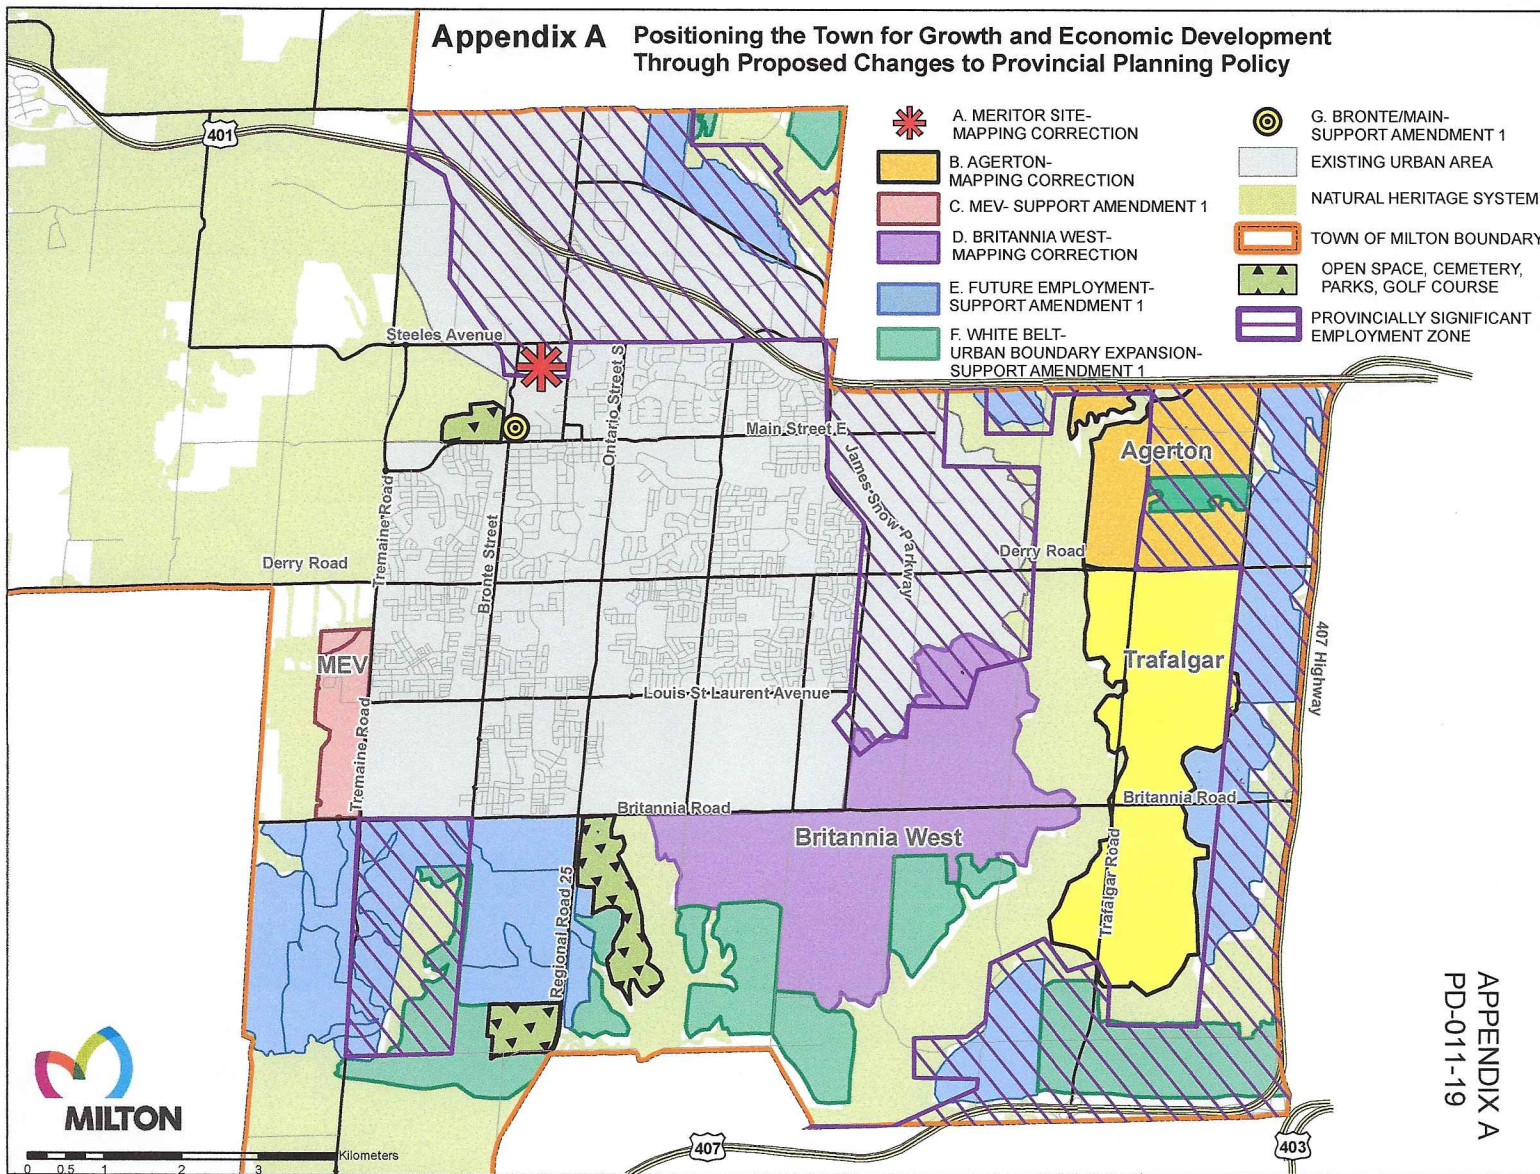 Appendix A
Positioning the Town for Growth and Economic Development
Through Proposed Changes to Provincial Planning Policy
A. MERITOR SITE-
MAPPING CORRECTION
B. AGERTON-
MAPPING CORRECTION
C. MEV- SUPPORT AMENDMENT 1
D. BRITANNIA WEST-
MAPPING CORRECTION
E. FUTURE EMPLOYMENT-
SUPPORT AMENDMENT 1
F. WHITE BELT-
URBAN BOUNDARY EXPANSION-
SUPPORT AMENDMENT 1
G. BRONTE/MAIN-
SUPPORT AMENDMENT 1
EXISTING URBAN AREA
NATURAL HERITAGE SYSTEM
TOWN OF MILTON BOUNDARY
OPEN SPACE, CEMETERY,
PARKS, GOLF COURSE
PROVINCIALLY SIGNIFICANT
EMPLOYMENT ZONE
401
Steeles Avenue
Ontario Street S
Main Street E
James Snow Parkway
Agerton
Tremaine Road
Bronte Street
Derry Road
Derry Road
407 Highway
MEV
Trafalgar
Louis St Laurent Avenue
Tremaine Road
Britannia Road
Britannia Road
Britannia West
Trafalgar Road
Regional Road 25
MILTON
Kilometers
0 0.5 1 2 3
407
403
APPENDIX A
PD-011-19